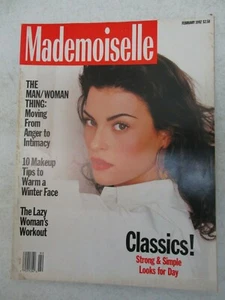 FEBRUARY 1992 $2.50
Mademoiselle
THE
MAN/WOMAN
THING:
Moving
From
Anger to
Intimacy
10 Makeup
Tips to
Warm a
Winter Face
The Lazy
Woman's
Workout
Classics!
Strong & Simple
Looks for Day